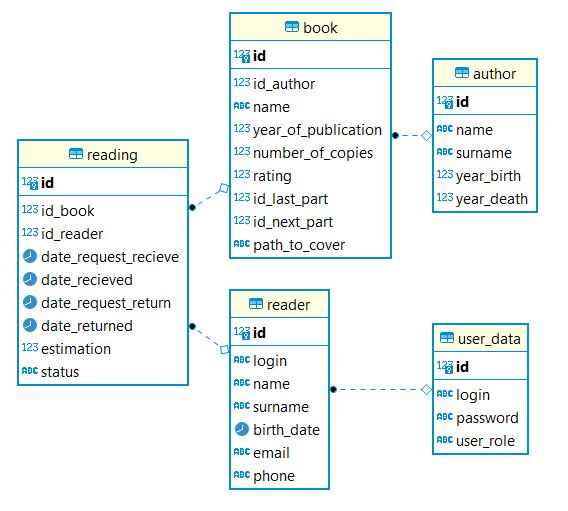 book
id
id_author
name
year_of_publication
number_of_copies
rating
id_last_part
id_next_part
path_to_cover
author
id
name
surname
year_birth
year_death
reading
id
id_book
id_reader
date_request_recieve
date_recieved
date_request_return
date_returned
estimation
status
reader
id
login
name
surname
birth_date
email
phone
user_data
id
login
password
user_role